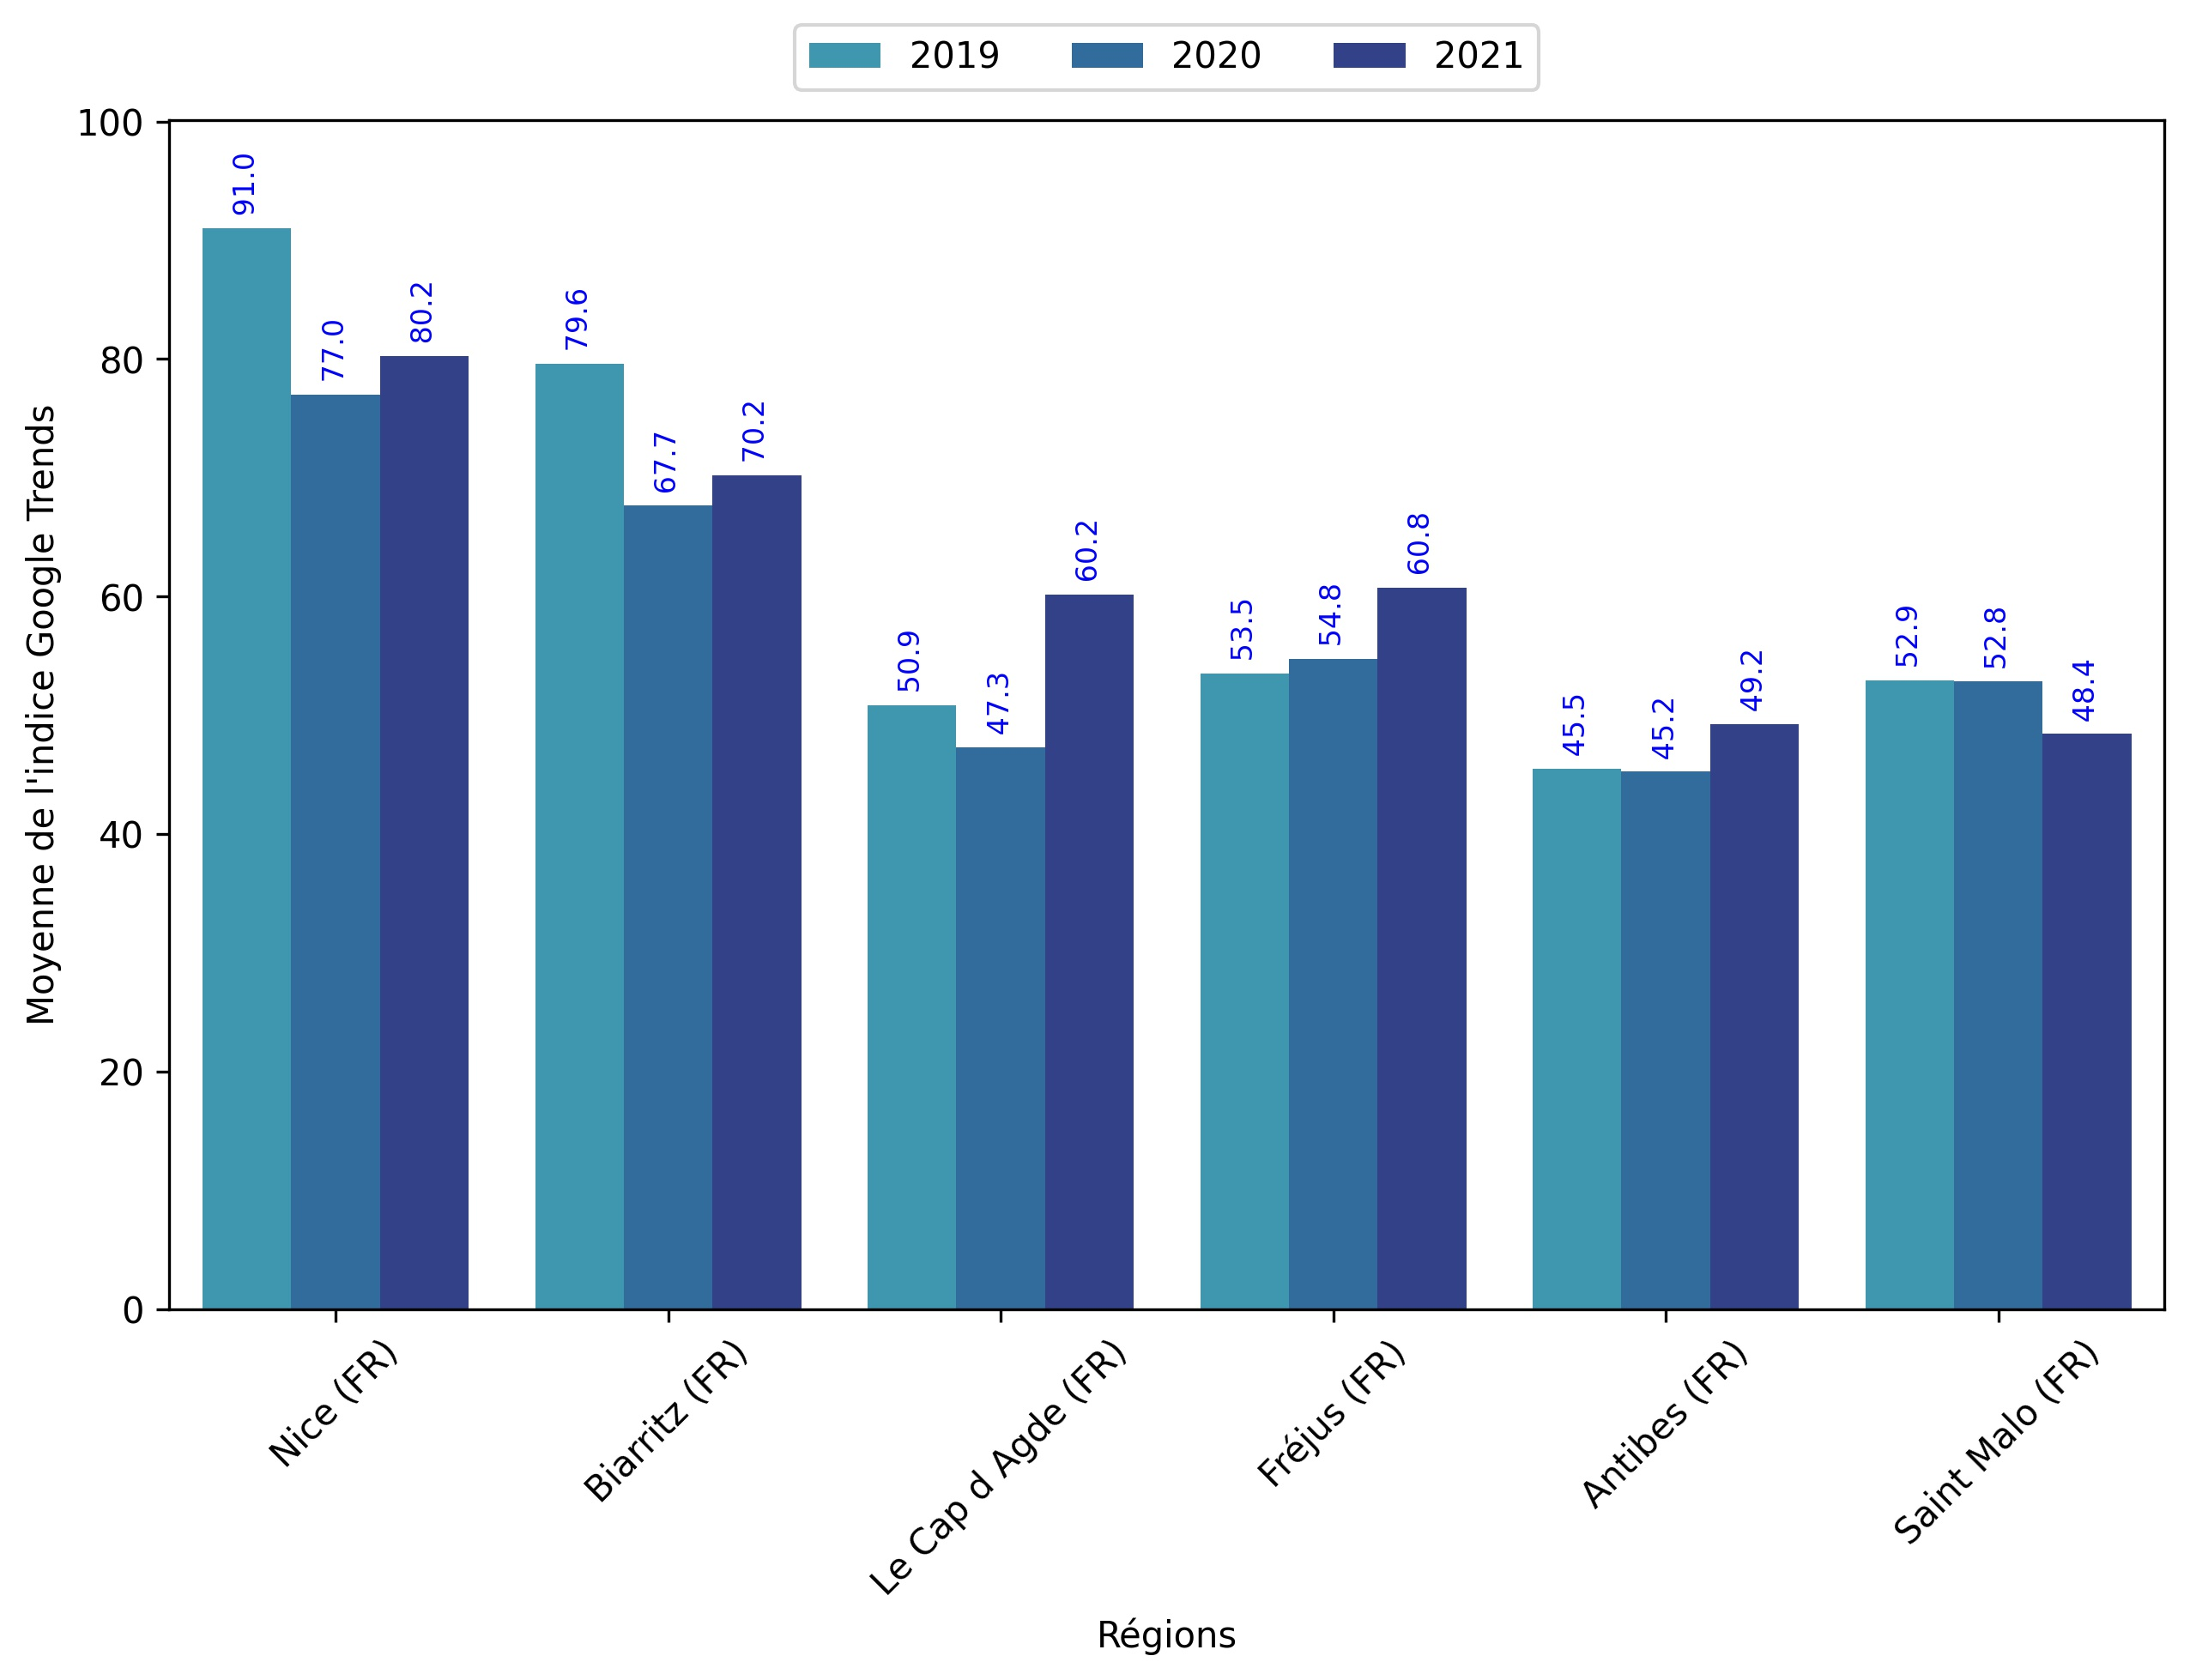 2019 2020 2021
Moyenne de l'indice Google Trends
100
80
60
40
20
0
91.0
77.0
80.2
79.6
67.7
70.2
50.9
47.3
60.2
53.5
54.8
60.8
45.5
45.2
49.2
52.9
52.8
48.4
Nice (FR)
Biarritz (FR)
Le Cap d Agde (FR)
Fréjus (FR)
Antibes (FR)
Saint Malo (FR)
Régions